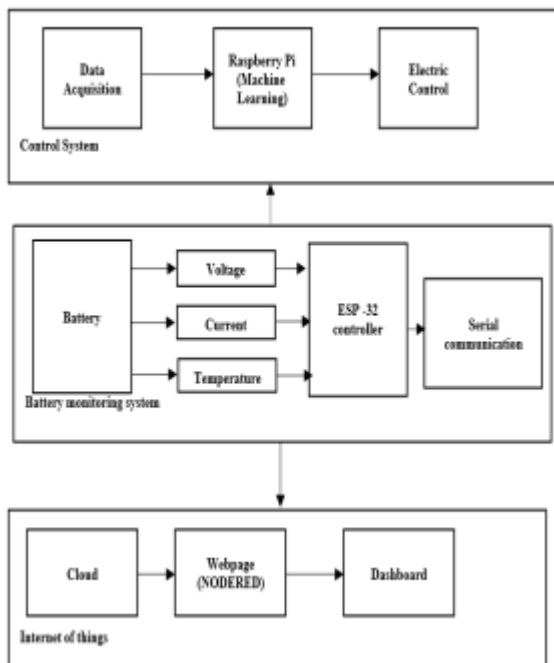 Data
Acquisition
Raspberry Pi
(Machine
Learning)
Electric
Control
Control System
Battery
Voltage
Current
Temperature
ESP -32
controller
Serial
communication
Battery monitoring system
Cloud
Webpage
(NODERED)
Dashboard
Internet of things